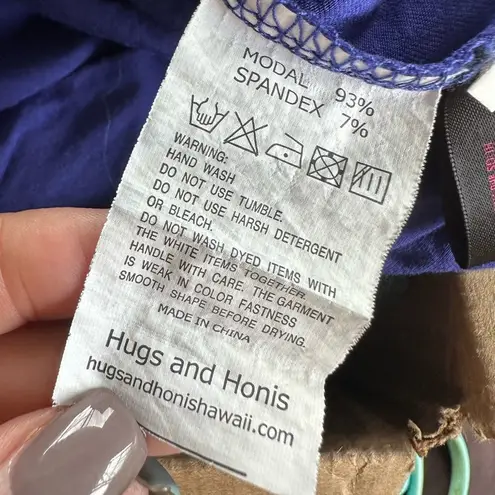 MODAL 93%
SPANDEX 7%
WARNING:
HAND WASH
DO NOT USE TUMBLE.
DO NOT USE HARSH DETERGENT
OR BLEACH.
DO NOT WASH DYED ITEMS WITH
THE WHITE ITEMS TOGETHER.
HANDLE WITH CARE. THE GARMENT
IS WEAK IN COLOR FASTNESS
SMOOTH SHAPE BEFORE DRYING.
MADE IN CHINA
Hugs and Honis
hugsandhonishawaii.com